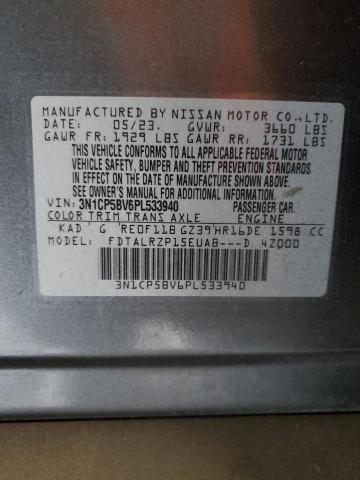 MANUFACTURED BY NISSAN MOTOR CO.,LTD.
DATE: 05/23. GVWR: 3660 LBS
GAWR FR: 1929 LBS GAWR RR: 1731 LBS
THIS VEHICLE CONFORMS TO ALL APPLICABLE FEDERAL MOTOR
VEHICLE SAFETY, BUMPER AND THEFT PREVENTION STANDARDS
IN EFFECT ON THE DATE OF MANUFACTURE SHOWN ABOVE.
SEE OWNER'S MANUAL FOR ADDITIONAL INFORMATION
VIN: 3N1CP5BV6PL533940 PASSENGER CAR
COLOR TRIM TRANS AXLE ENGINE
KAD G RE0F11B GZ39 HR16DE 1598 CC
MODEL: FDTALRZP15EUAB---D 4Z000
3N1CP5BV6PL533940